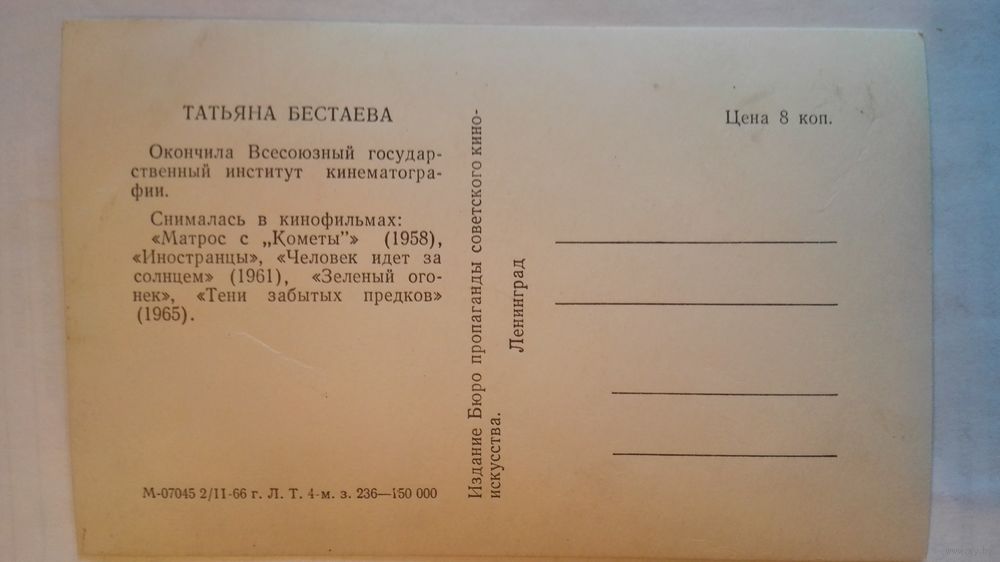 ТАТЬЯНА БЕСТАЕВА
Окончила Всесоюзный государ-
ственный институт кинематогра-
фии.
Снималась в кинофильмах:
«Матрос с „Кометы"» (1958),
«Иностранцы», «Человек идет за
солнцем» (1961), «Зеленый ого-
нек», «Тени забытых предков»
(1965).
М-07045 2/II-66 г. Л. Т. 4-м. з. 236—150 000
Издание Бюро пропаганды советского кино-
искусства.
Ленинград
Цена 8 коп.